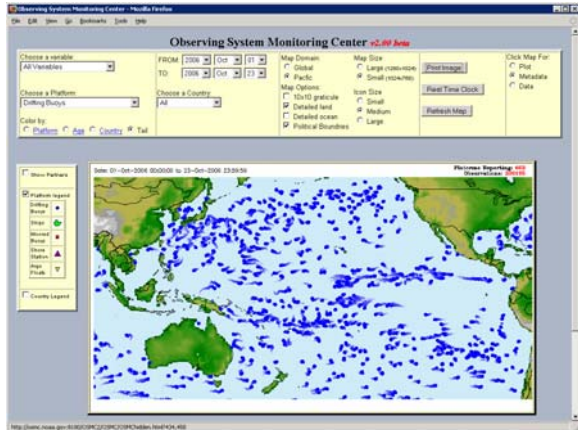 Observing System Monitoring Center - Mozilla Firefox
File Edit View Go Bookmarks Tools Help
Observing System Monitoring Center v2.00 beta
Choose a variable:
All Variables
Choose a Platform:
Drifting Buoys
Color by:
Platform Age Country Tail
FROM: 2006 Oct 01
TO: 2006 Oct 23
Choose a Country:
All
Map Domain
Global
Pacific
Map Options:
10x10 graticule
Detailed land
Detailed ocean
Political Boundries
Map Size
Large (1280x1024)
Small (1024x768)
Icon Size
Small
Medium
Large
Print Image
Real Time Clock
Refresh Map
Click Map For:
Plot
Metadata
Data
Show Partners
Platform legend
Drifting Buoys
Ships
Moored Buoys
Shore Station
Argo Floats
Country Legend
Date: 01-Oct-2006 00:00:00 to 23-Oct-2006 23:59:59
Platforms Reporting:
Observations: